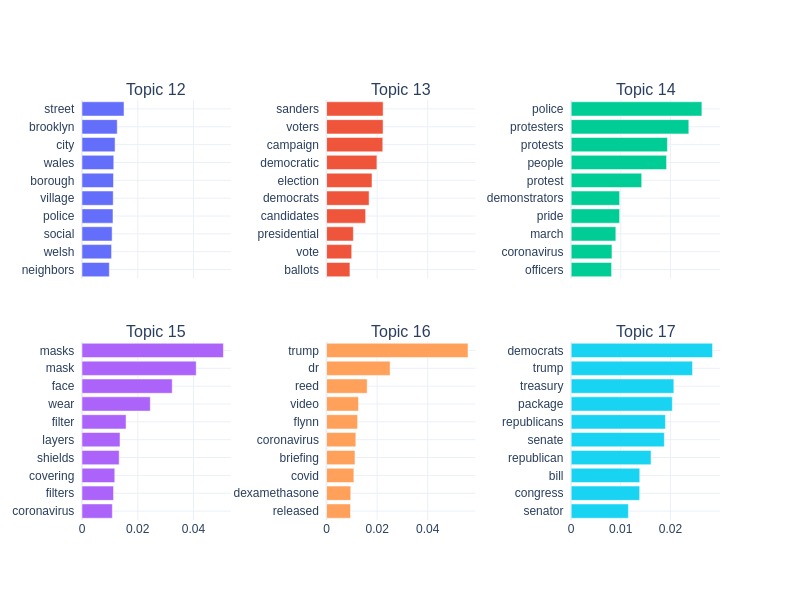 Topic 12
street
brooklyn
city
wales
borough
village
police
social
welsh
neighbors
Topic 13
sanders
voters
campaign
democratic
election
democrats
candidates
presidential
vote
ballots
Topic 14
police
protesters
protests
people
protest
demonstrators
pride
march
coronavirus
officers
Topic 15
masks
mask
face
wear
filter
layers
shields
covering
filters
coronavirus
0 0.02 0.04
Topic 16
trump
dr
reed
video
flynn
coronavirus
briefing
covid
dexamethasone
released
0 0.02 0.04
Topic 17
democrats
trump
treasury
package
republicans
senate
republican
bill
congress
senator
0 0.01 0.02